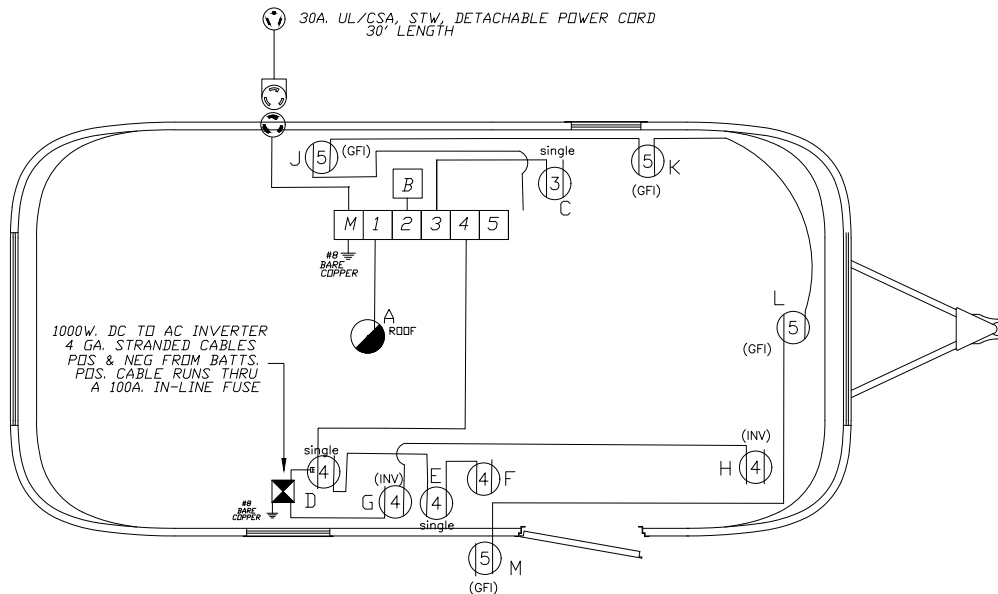 30A. UL/CSA, STW, DETACHABLE POWER CORD
30' LENGTH
J
5
(GFI)
single
3
C
5
K
(GFI)
B
M 1 2 3 4 5
#8
BARE
COPPER
A
ROOF
L
5
(GFI)
1000W. DC TO AC INVERTER
4 GA. STRANDED CABLES
POS & NEG FROM BATTS.
POS. CABLE RUNS THRU
A 100A. IN-LINE FUSE
single
4
D
(INV)
G
4
E
4
single
4
F
(INV)
H
4
#8
BARE
COPPER
5
M
(GFI)